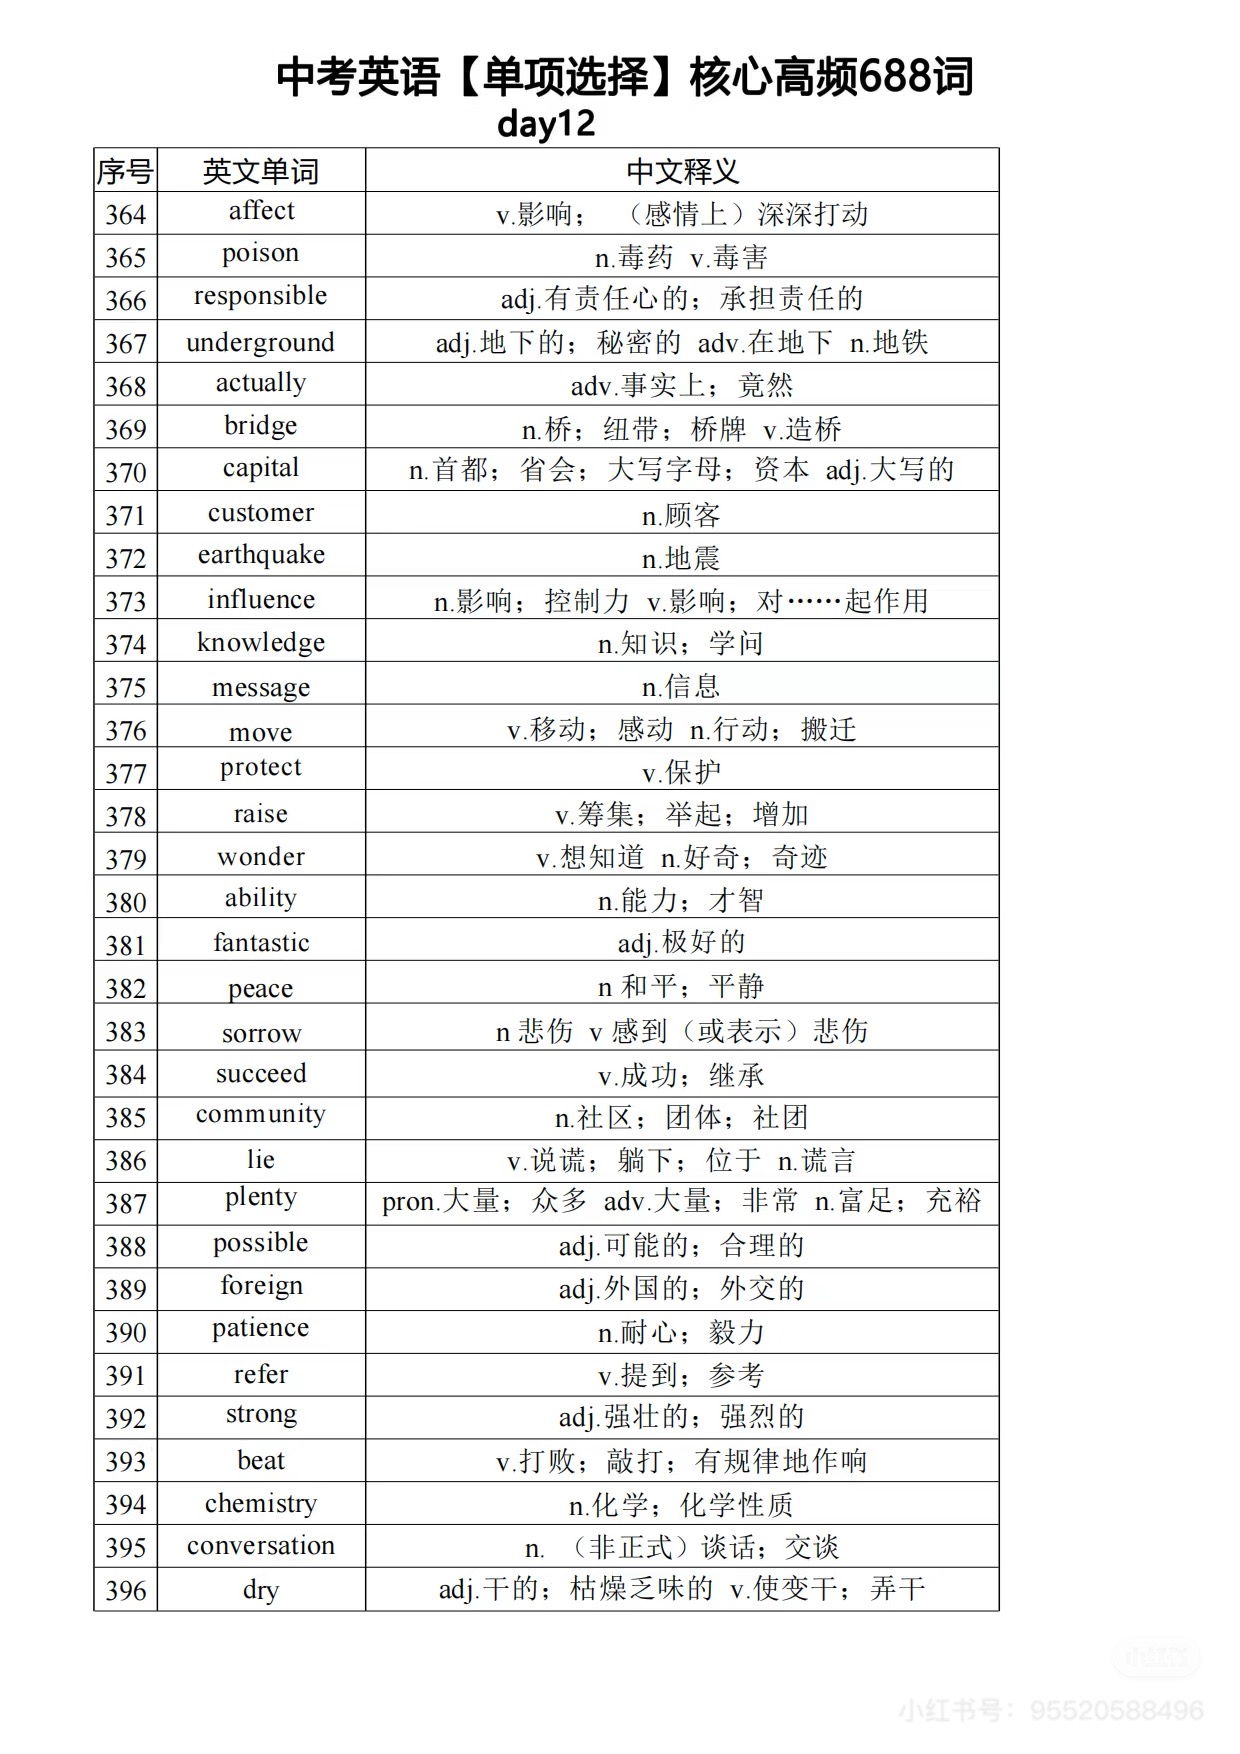 中考英语【单项选择】核心高频688词
day12
序号 英文单词 中文释义
364 affect v.影响；（感情上）深深打动
365 poison n.毒药 v.毒害
366 responsible adj.有责任心的；承担责任的
367 underground adj.地下的；秘密的 adv.在地下 n.地铁
368 actually adv.事实上；竟然
369 bridge n.桥；纽带；桥牌 v.造桥
370 capital n.首都；省会；大写字母；资本 adj.大写的
371 customer n.顾客
372 earthquake n.地震
373 influence n.影响；控制力 v.影响；对……起作用
374 knowledge n.知识；学问
375 message n.信息
376 move v.移动；感动 n.行动；搬迁
377 protect v.保护
378 raise v.筹集；举起；增加
379 wonder v.想知道 n.好奇；奇迹
380 ability n.能力；才智
381 fantastic adj.极好的
382 peace n 和平；平静
383 sorrow n 悲伤 v 感到（或表示）悲伤
384 succeed v.成功；继承
385 community n.社区；团体；社团
386 lie v.说谎；躺下；位于 n.谎言
387 plenty pron.大量；众多 adv.大量；非常 n.富足；充裕
388 possible adj.可能的；合理的
389 foreign adj.外国的；外交的
390 patience n.耐心；毅力
391 refer v.提到；参考
392 strong adj.强壮的；强烈的
393 beat v.打败；敲打；有规律地作响
394 chemistry n.化学；化学性质
395 conversation n. （非正式）谈话；交谈
396 dry adj.干的；枯燥乏味的 v.使变干；弄干
小红书
小红书号：95520588496